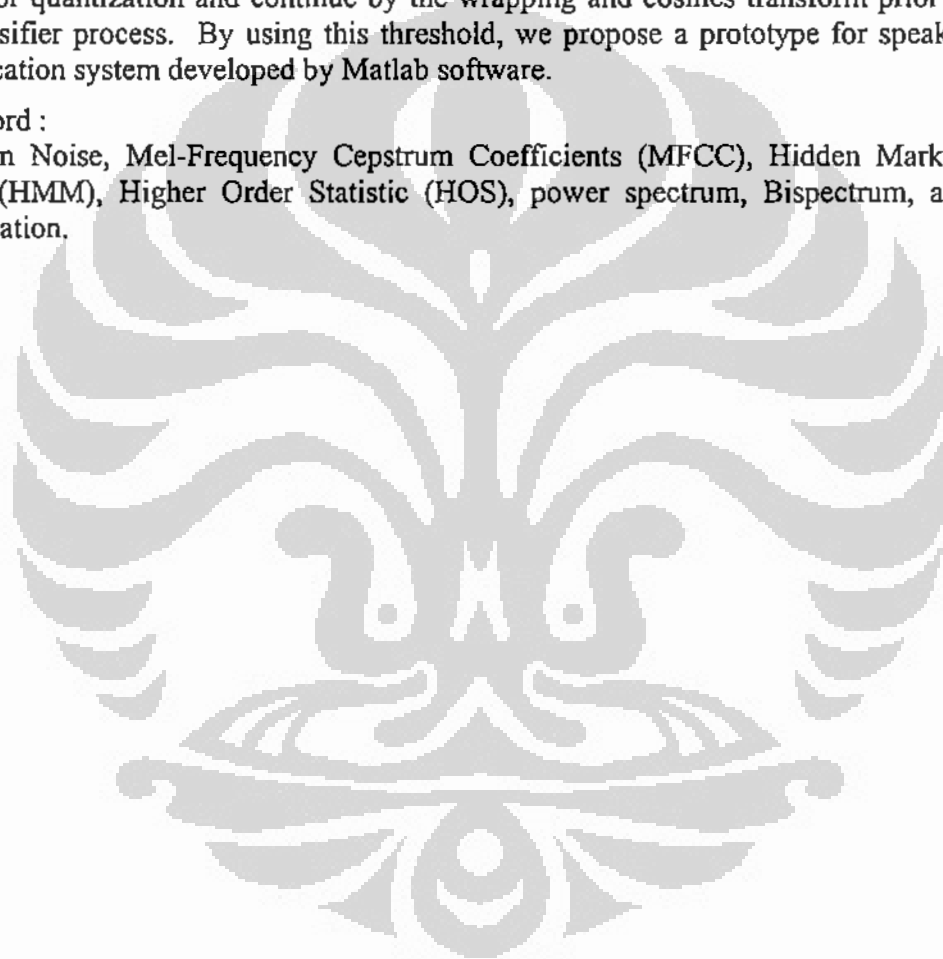 or quantization and continue by the wrapping and cosines transform prior
sifier process. By using this threshold, we propose a prototype for speak
cation system developed by Matlab software.
ord :
n Noise, Mel-Frequency Cepstrum Coefficients (MFCC), Hidden Mark
(HMM), Higher Order Statistic (HOS), power spectrum, Bispectrum, a
ation.